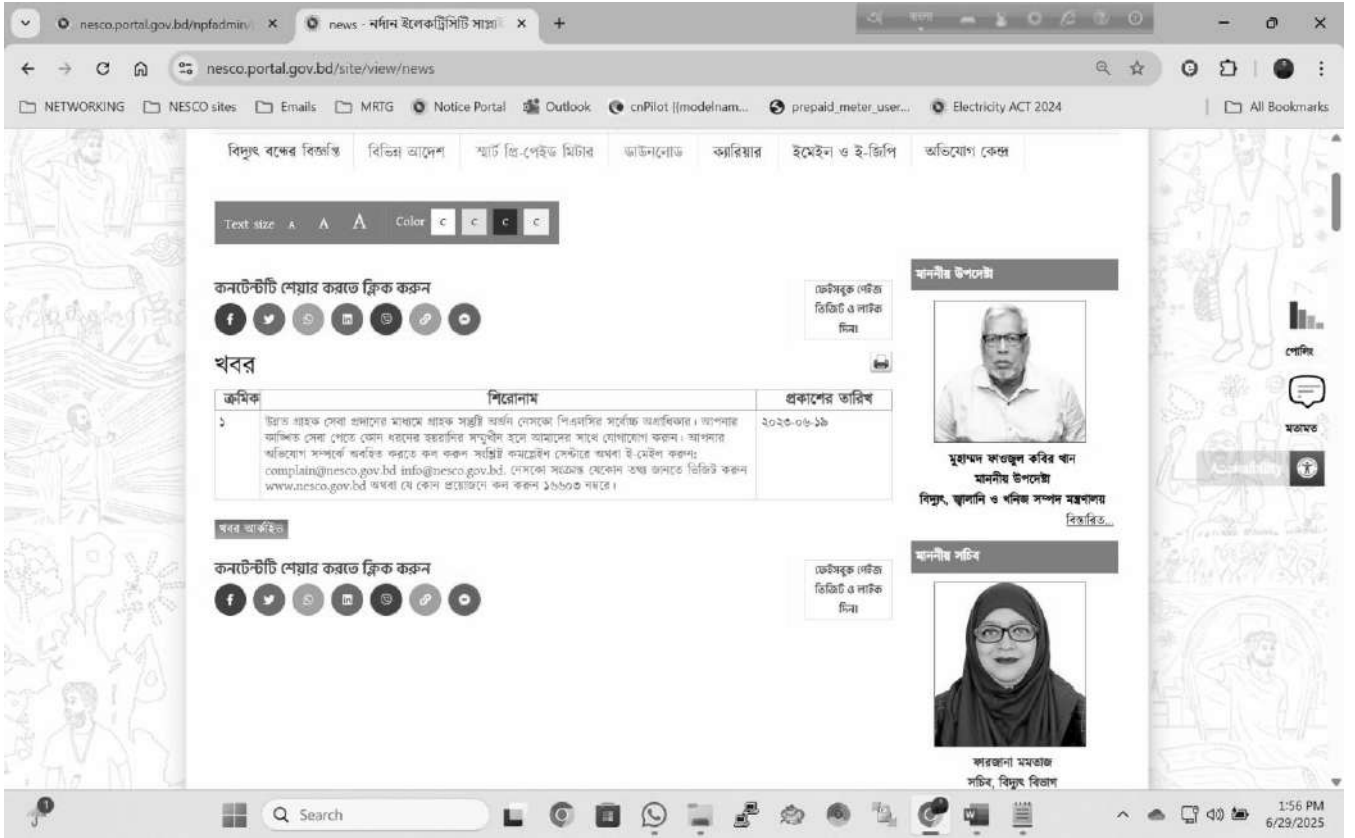 nesco.portal.gov.bd/npfadmin/
news - নর্দান ইলেকট্রিসিটি সাপ্লা
nesco.portal.gov.bd/site/view/news
NETWORKING NESCO sites Emails MRTG Notice Portal Outlook cnPilot ||modelnam... prepaid_meter_user... Electricity ACT 2024 All Bookmarks
বিদ্যুৎ বন্ধের বিজ্ঞপ্তি বিভিন্ন আদেশ স্মার্ট প্রি-পেইড মিটার ডাউনলোড ক্যারিয়ার ইমেইল ও ই-জিপি অভিযোগ কেন্দ্র
Text size A A A Color C C C C
কনটেন্টটি শেয়ার করতে ক্লিক করুন
ফেইসবুক পেইজ
ভিজিট ও লাইক
দিন।
খবর
ক্রমিক শিরোনাম প্রকাশের তারিখ
১ উন্নত গ্রাহক সেবা প্রদানের মাধ্যমে গ্রাহক সন্তুষ্টি অর্জন নেসকো পিএলসির সর্বোচ্চ অগ্রাধিকার। আপনার ২০২৩-০৬-১৯
কাঙ্ক্ষিত সেবা পেতে কোন ধরনের হয়রানির সম্মুখীন হলে আমাদের সাথে যোগাযোগ করুন। আপনার
অভিযোগ সম্পর্কে অবহিত করতে কল করুন সংশ্লিষ্ট কমপ্লেইন সেন্টারে অথবা ই-মেইল করুন:
complain@nesco.gov.bd info@nesco.gov.bd. নেসকো সংক্রান্ত যেকোন তথ্য জানতে ভিজিট করুন
www.nesco.gov.bd অথবা যে কোন প্রয়োজনে কল করুন ১৬৬০৩ নম্বরে।
খবর আর্কাইভ
কনটেন্টটি শেয়ার করতে ক্লিক করুন
ফেইসবুক পেইজ
ভিজিট ও লাইক
দিন।
মাননীয় উপদেষ্টা
মুহাম্মদ ফাওজুল কবির খান
মাননীয় উপদেষ্টা
বিদ্যুৎ, জ্বালানি ও খনিজ সম্পদ মন্ত্রণালয়
বিস্তারিত...
মাননীয় সচিব
ফারজানা মমতাজ
সচিব, বিদ্যুৎ বিভাগ
পোলিং
মতামত
Accessibility
Search
1:56 PM
6/29/2025